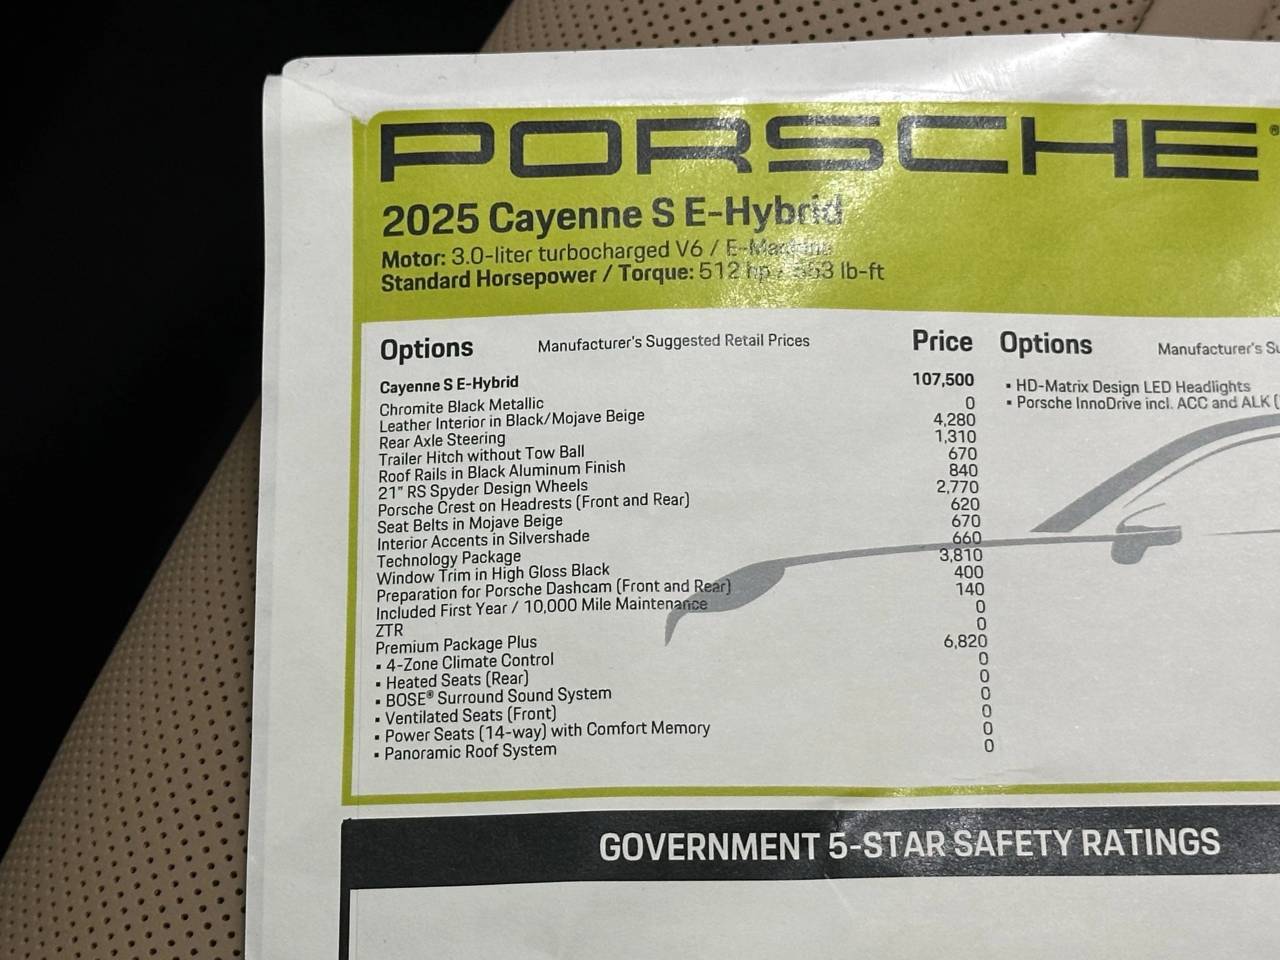 PORSCHE®
2025 Cayenne S E-Hybrid
Motor: 3.0-liter turbocharged V6 / E-Machine
Standard Horsepower / Torque: 512 hp / 553 lb-ft
Options Manufacturer's Suggested Retail Prices Price
Cayenne S E-Hybrid 107,500
Chromite Black Metallic 0
Leather Interior in Black/Mojave Beige 4,280
Rear Axle Steering 1,310
Trailer Hitch without Tow Ball 670
Roof Rails in Black Aluminum Finish 840
21" RS Spyder Design Wheels 2,770
Porsche Crest on Headrests (Front and Rear) 620
Seat Belts in Mojave Beige 670
Interior Accents in Silvershade 660
Technology Package 3,810
Window Trim in High Gloss Black 400
Preparation for Porsche Dashcam (Front and Rear) 140
Included First Year / 10,000 Mile Maintenance 0
ZTR 0
Premium Package Plus 6,820
▪ 4-Zone Climate Control 0
▪ Heated Seats (Rear) 0
▪ BOSE® Surround Sound System 0
▪ Ventilated Seats (Front) 0
▪ Power Seats (14-way) with Comfort Memory 0
▪ Panoramic Roof System 0
Options Manufacturer's Su
▪ HD-Matrix Design LED Headlights
▪ Porsche InnoDrive incl. ACC and ALK (
GOVERNMENT 5-STAR SAFETY RATINGS